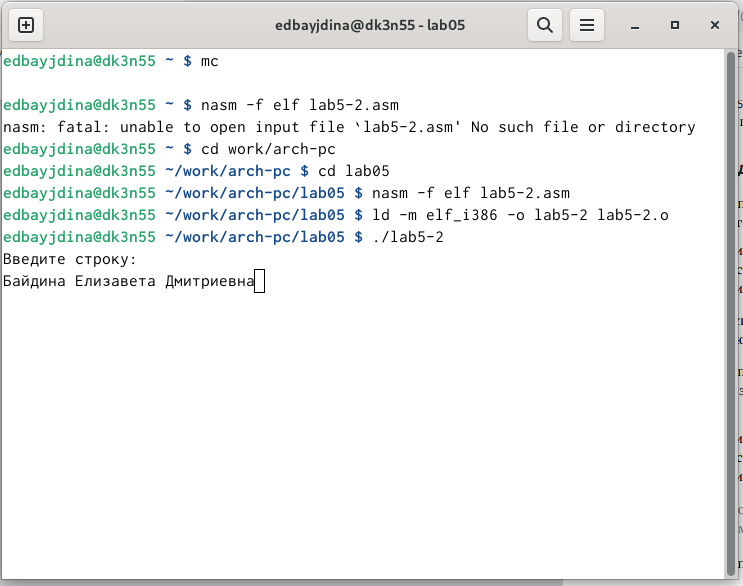 edbayjdina@dk3n55 - lab05
edbayjdina@dk3n55 ~ $ mc
edbayjdina@dk3n55 ~ $ nasm -f elf lab5-2.asm
nasm: fatal: unable to open input file `lab5-2.asm' No such file or directory
edbayjdina@dk3n55 ~ $ cd work/arch-pc
edbayjdina@dk3n55 ~/work/arch-pc $ cd lab05
edbayjdina@dk3n55 ~/work/arch-pc/lab05 $ nasm -f elf lab5-2.asm
edbayjdina@dk3n55 ~/work/arch-pc/lab05 $ ld -m elf_i386 -o lab5-2 lab5-2.o
edbayjdina@dk3n55 ~/work/arch-pc/lab05 $ ./lab5-2
Введите строку:
Байдина Елизавета Дмитриевна